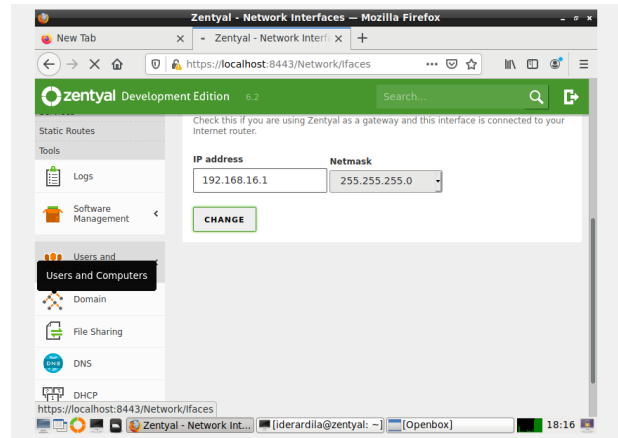 Zentyal - Network Interfaces — Mozilla Firefox
New Tab
- Zentyal - Network Interf
https://localhost:8443/Network/Ifaces
zentyal Development Edition 6.2
Search...
Check this if you are using Zentyal as a gateway and this interface is connected to your
Internet router.
Static Routes
Tools
IP address
Netmask
192.168.16.1
255.255.255.0
Logs
Software
Management
CHANGE
Users and
Users and Computers
Domain
File Sharing
DNS
DNS
DHCP
https://localhost:8443/Network/Ifaces
Zentyal - Network Int...
[iderardila@zentyal: ~]
[Openbox]
18:16